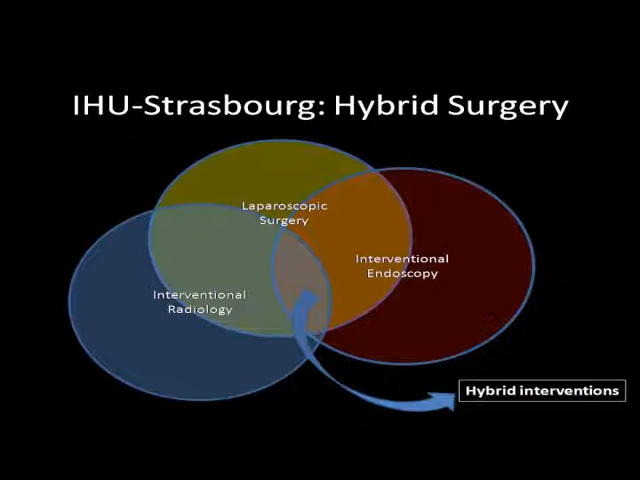 IHU-Strasbourg: Hybrid Surgery
Laparoscopic
Surgery
Interventional
Endoscopy
Interventional
Radiology
Hybrid interventions